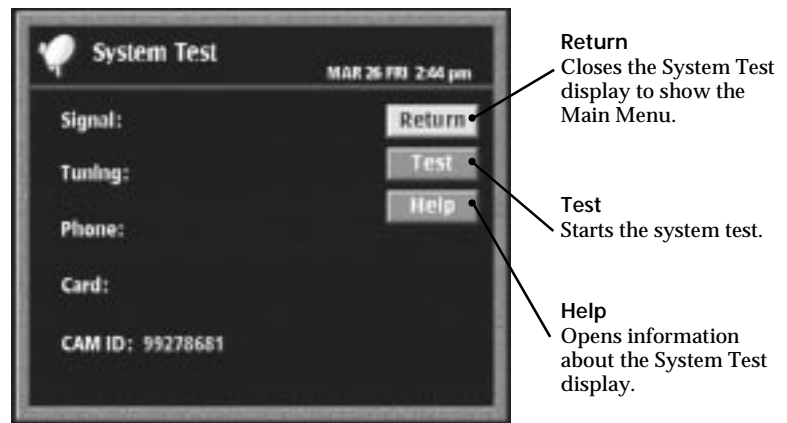 System Test
MAR 26 FRI 2:44 pm
Signal:
Return
Tuning:
Test
Help
Phone:
Card:
CAM ID: 99278681
Return
Closes the System Test
display to show the
Main Menu.
Test
Starts the system test.
Help
Opens information
about the System Test
display.